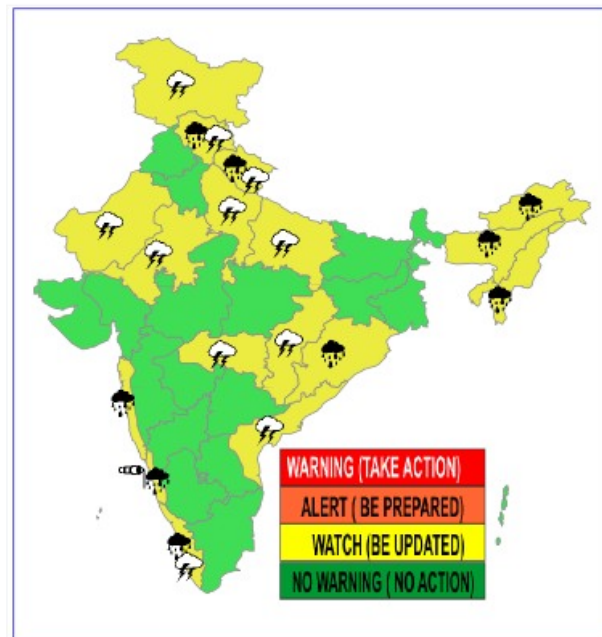 WARNING (TAKE ACTION)
ALERT ( BE PREPARED)
WATCH (BE UPDATED)
NO WARNING ( NO ACTION)